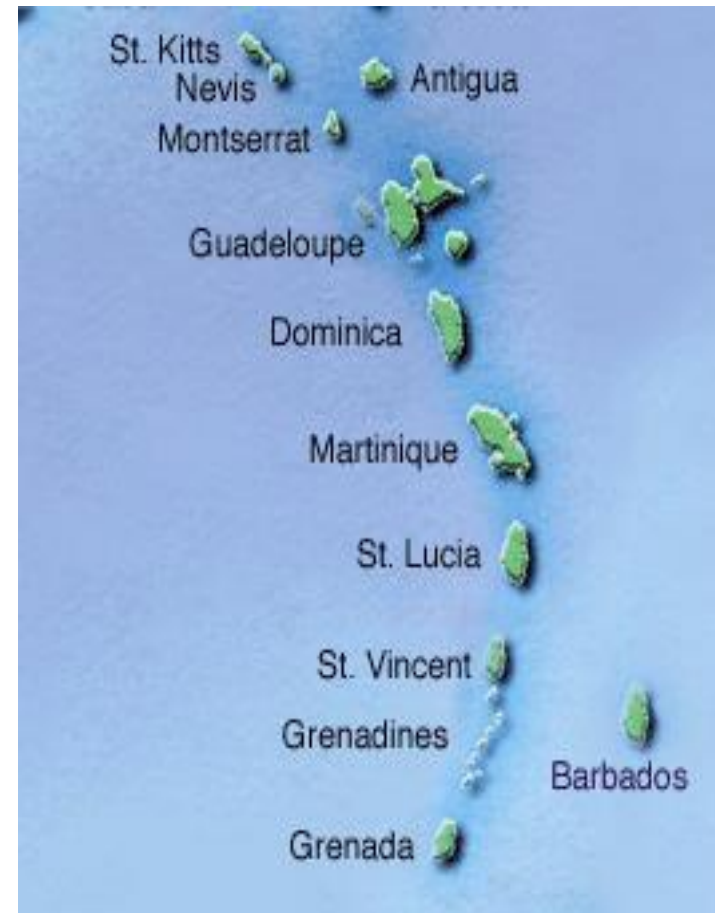 St. Kitts
Nevis
Antigua
Montserrat
Guadeloupe
Dominica
Martinique
St. Lucia
St. Vincent
Grenadines
Barbados
Grenada